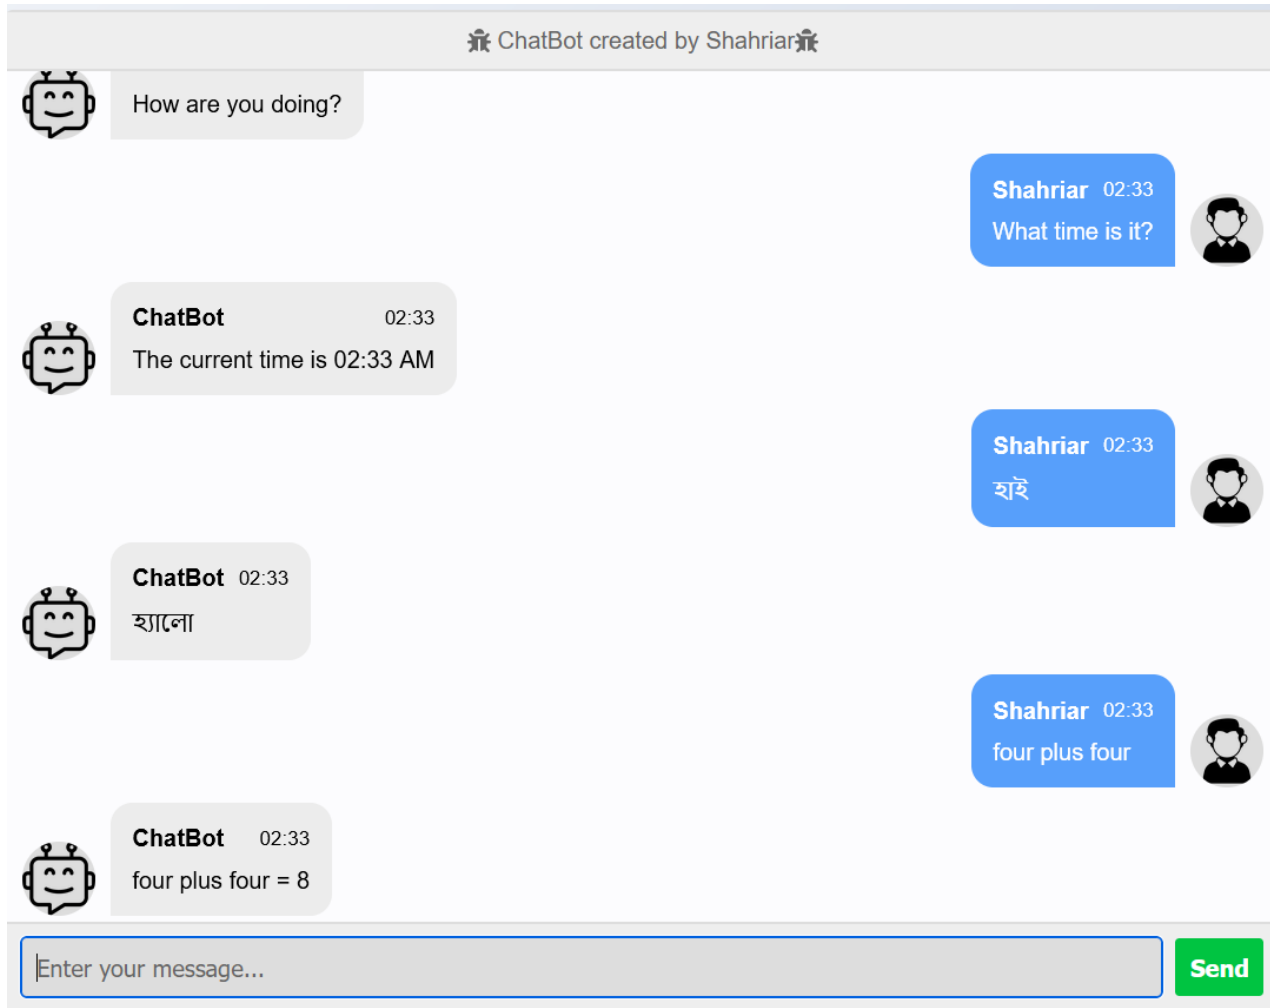 ChatBot created by Shahriar
How are you doing?
Shahriar 02:33
What time is it?
ChatBot 02:33
The current time is 02:33 AM
Shahriar 02:33
হাই
ChatBot 02:33
হ্যালো
Shahriar 02:33
four plus four
ChatBot 02:33
four plus four = 8
Enter your message...
Send